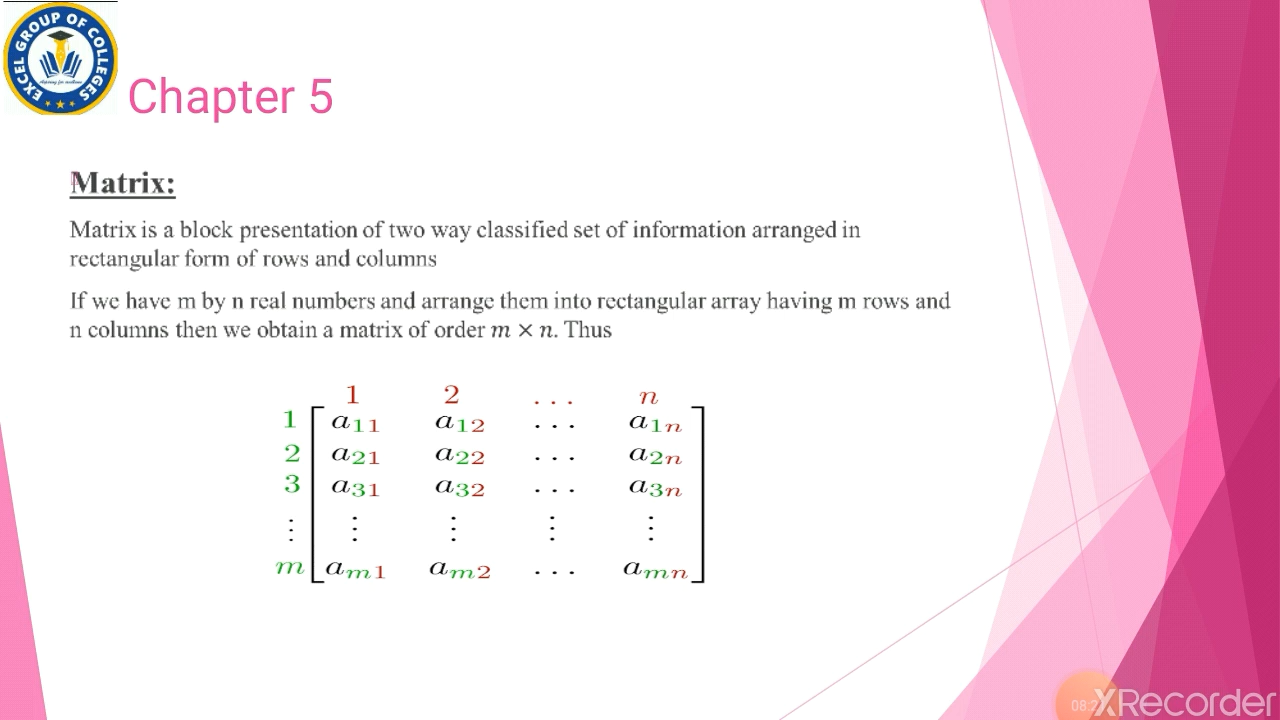 EXCEL GROUP OF COLLEGES
Aspiring for excellence
Chapter 5
Matrix:
Matrix is a block presentation of two way classified set of information arranged in
rectangular form of rows and columns
If we have m by n real numbers and arrange them into rectangular array having m rows and
n columns then we obtain a matrix of order m × n. Thus
1 2 . . . n
1 a11 a12 . . . a1n
2 a21 a22 . . . a2n
3 a31 a32 . . . a3n
⋮ ⋮ ⋮ ⋮ ⋮
m am1 am2 . . . amn
XRecorder